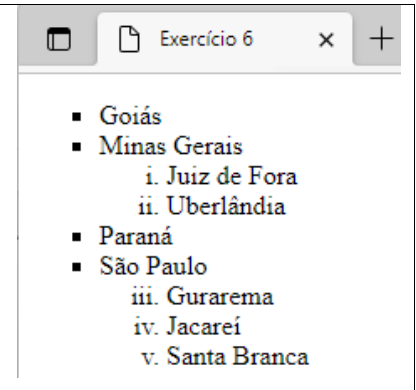 Exercício 6
Goiás
Minas Gerais
i. Juiz de Fora
ii. Uberlândia
Paraná
São Paulo
iii. Gurarema
iv. Jacareí
v. Santa Branca